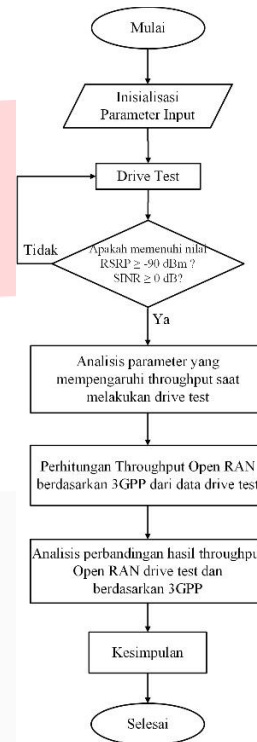 Mulai
Inisialisasi
Parameter Input
Drive Test
Tidak
Apakah memenuhi nilai
RSRP ≥ -90 dBm ?
SINR ≥ 0 dB?
Ya
Analisis parameter yang
mempengaruhi throughput saat
melakukan drive test
Perhitungan Throughput Open RAN
berdasarkan 3GPP dari data drive test
Analisis perbandingan hasil throughput
Open RAN drive test dan
berdasarkan 3GPP
Kesimpulan
Selesai